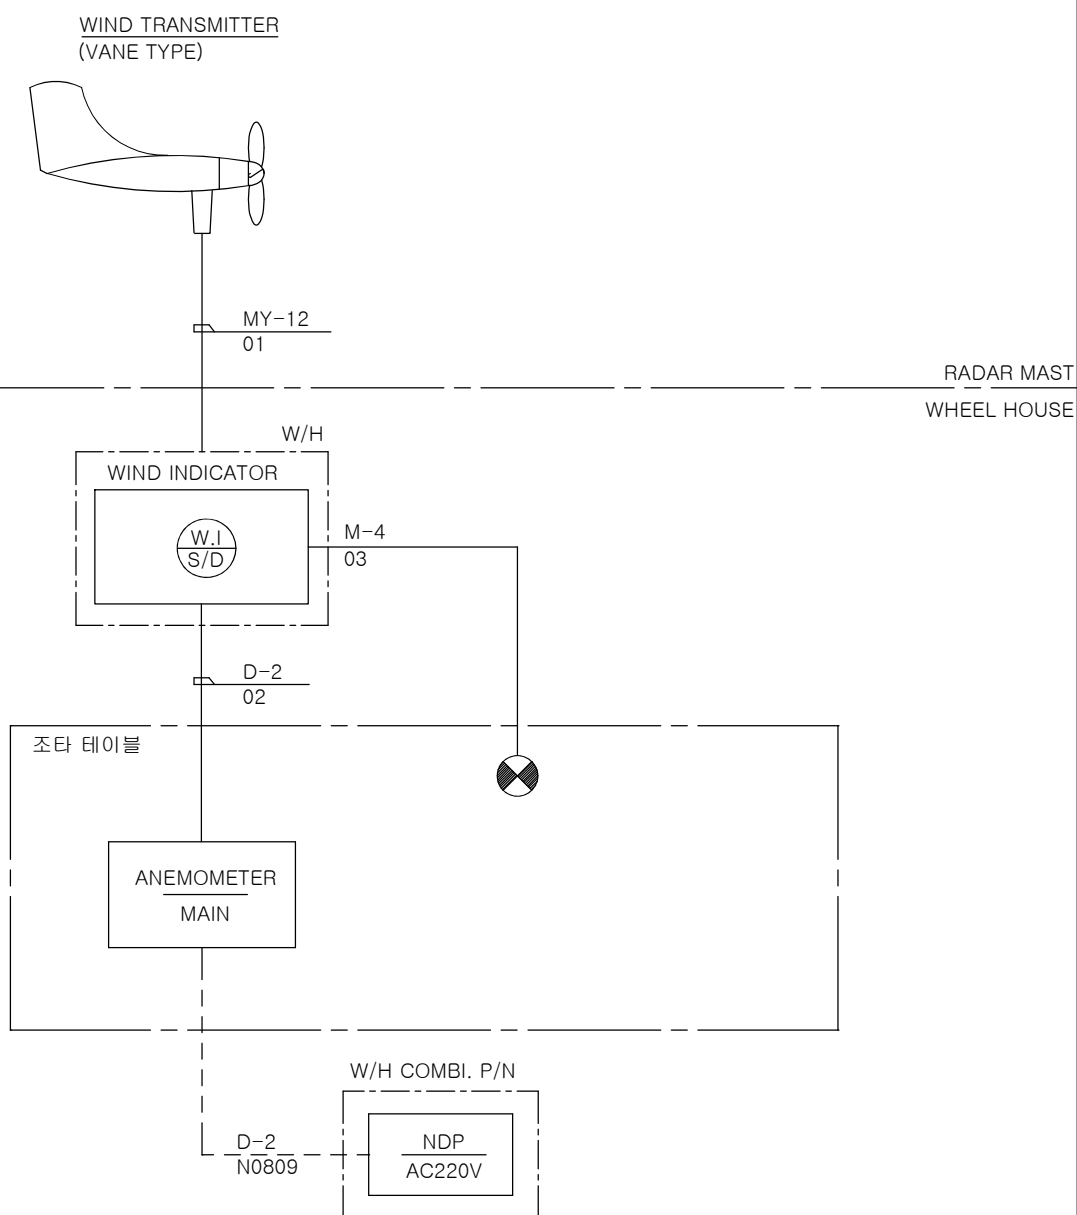 WIND TRANSMITTER
(VANE TYPE)
MY-12
01
RADAR MAST
WHEEL HOUSE
W/H
WIND INDICATOR
W.I
S/D
M-4
03
D-2
02
조타 테이블
ANEMOMETER
MAIN
W/H COMBI. P/N
D-2
N0809
NDP
AC220V